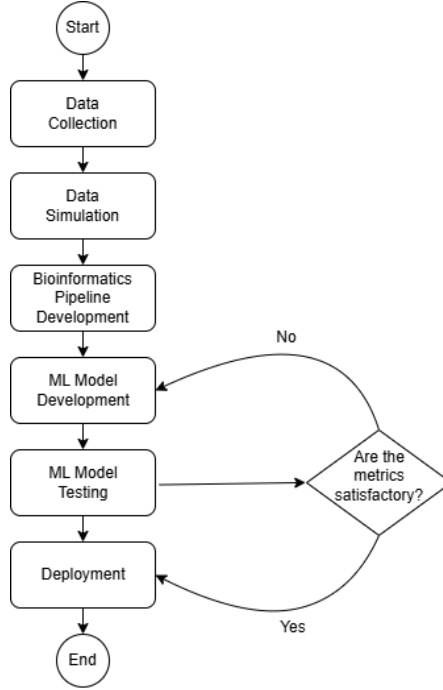 Start
Data
Collection
Data
Simulation
Bioinformatics
Pipeline
Development
No
ML Model
Development
Are the
metrics
satisfactory?
ML Model
Testing
Deployment
Yes
End